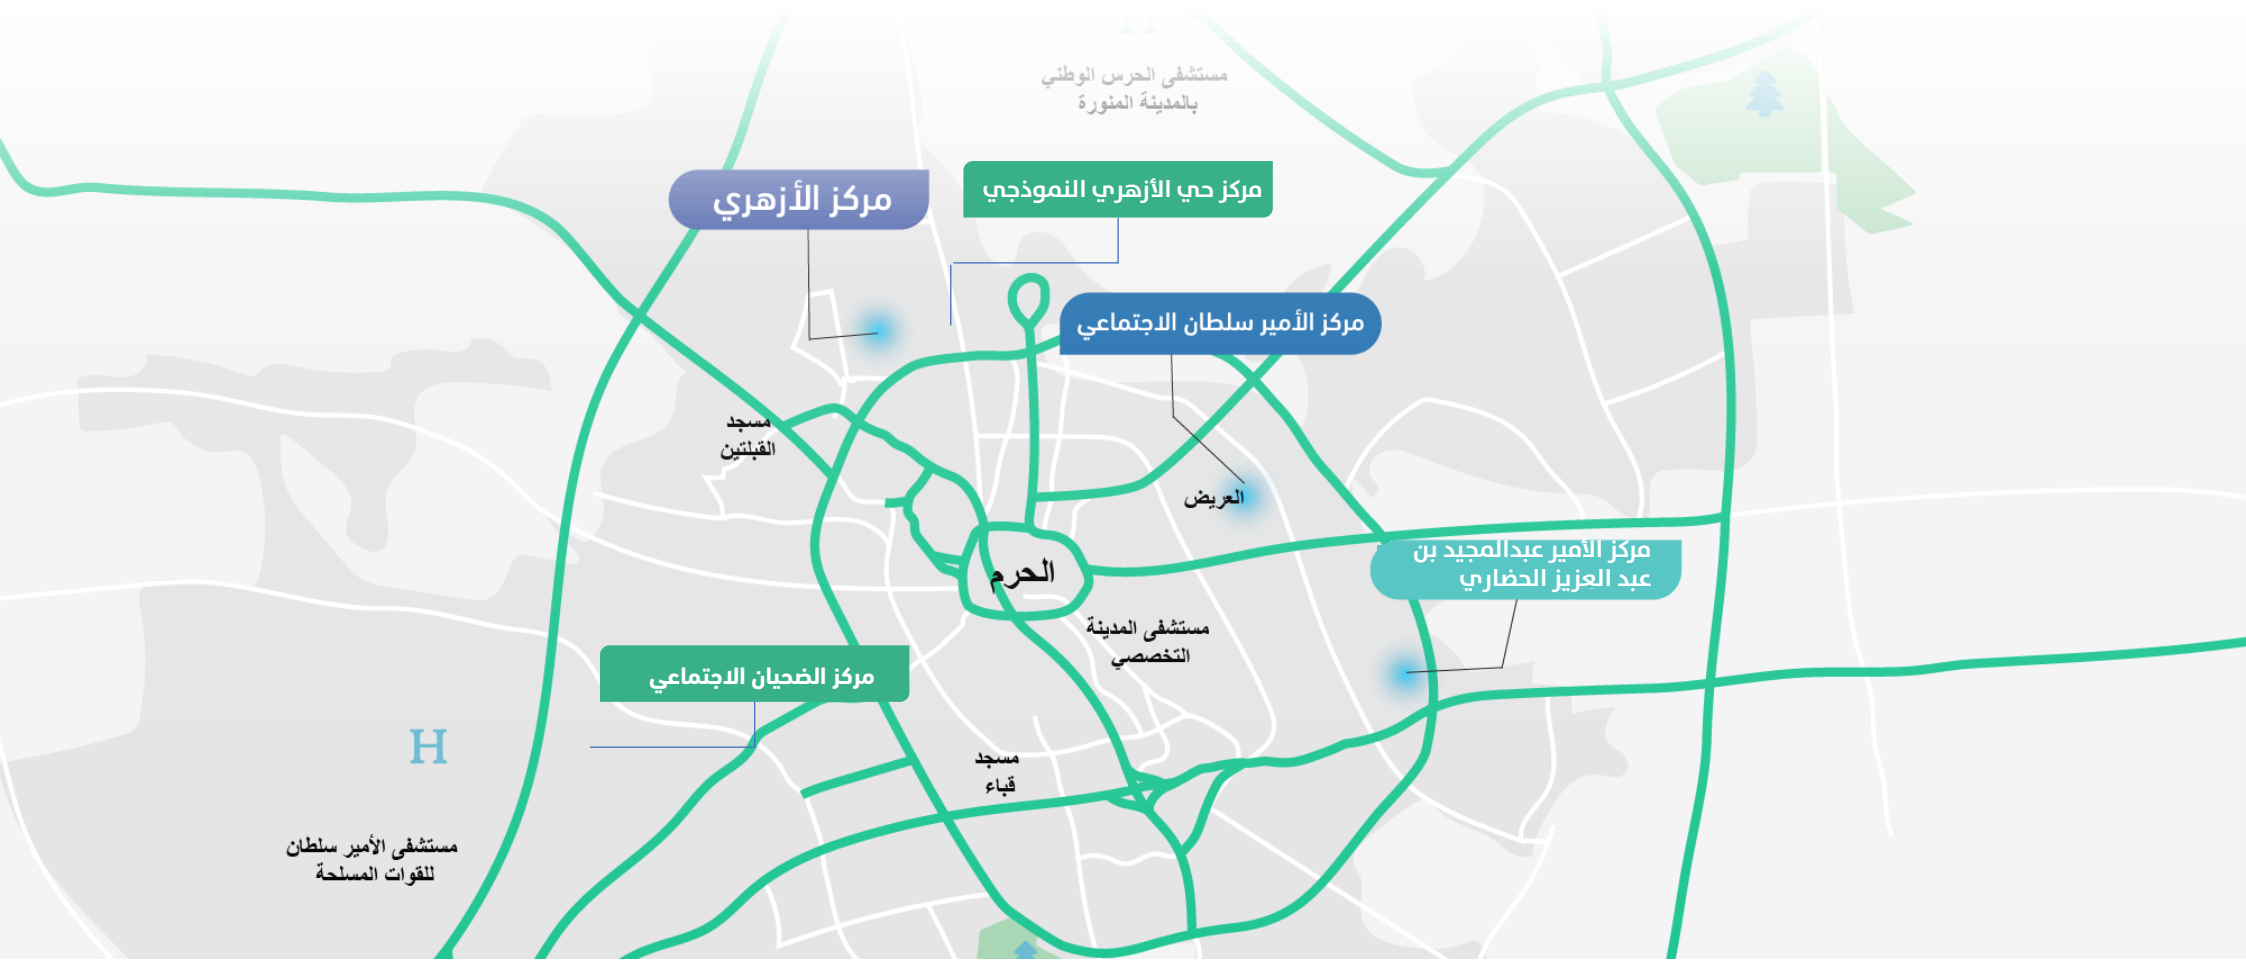 H
مستشفى الحرس الوطني
بالمدينة المنورة
مركز حي الأزهري النموذجي
مركز الأزهري
مركز الأمير سلطان الاجتماعي
مسجد
القبلتين
العريض
مركز الأمير عبدالمجيد بن
عبد العزيز الحضاري
الحرم
مستشفى المدينة
التخصصي
مركز الضحيان الاجتماعي
H
مسجد
قباء
مستشفى الأمير سلطان
للقوات المسلحة